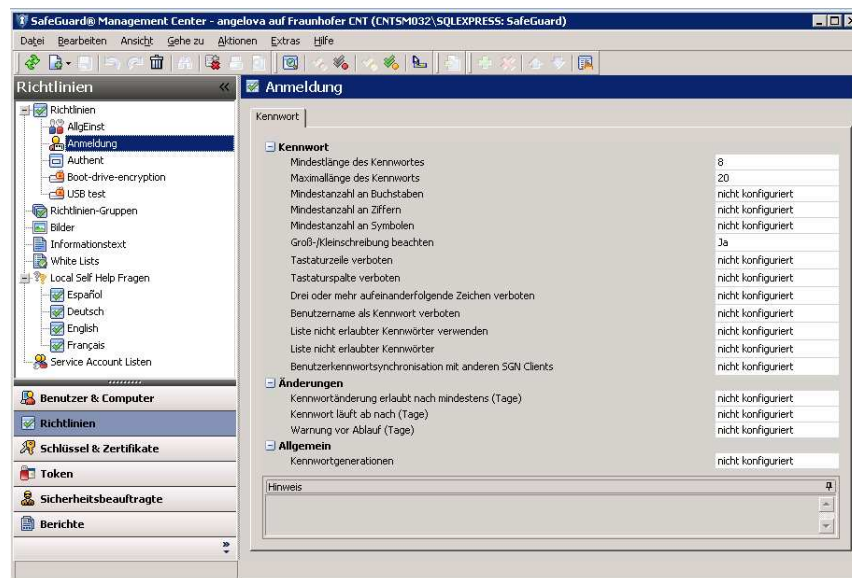 SafeGuard® Management Center - angelova auf Fraunhofer CNT (CNTSM032\SQLEXPRESS: SafeGuard)
Datei Bearbeiten Ansicht Gehe zu Aktionen Extras Hilfe
Richtlinien «
Richtlinien
AllgEinst
Anmeldung
Authent
Boot-drive-encryption
USB test
Richtlinien-Gruppen
Bilder
Informationstext
White Lists
Local Self Help Fragen
Español
Deutsch
English
Français
Service Account Listen
Benutzer & Computer
Richtlinien
Schlüssel & Zertifikate
Token
Sicherheitsbeauftragte
Berichte
Anmeldung
Kennwort
Kennwort
Mindestlänge des Kennwortes 8
Maximallänge des Kennworts 20
Mindestanzahl an Buchstaben nicht konfiguriert
Mindestanzahl an Ziffern nicht konfiguriert
Mindestanzahl an Symbolen nicht konfiguriert
Groß-/Kleinschreibung beachten Ja
Tastaturzeile verboten nicht konfiguriert
Tastaturspalte verboten nicht konfiguriert
Drei oder mehr aufeinanderfolgende Zeichen verboten nicht konfiguriert
Benutzername als Kennwort verboten nicht konfiguriert
Liste nicht erlaubter Kennwörter verwenden nicht konfiguriert
Liste nicht erlaubter Kennwörter nicht konfiguriert
Benutzerkennwortsynchronisation mit anderen SGN Clients nicht konfiguriert
Änderungen
Kennwortänderung erlaubt nach mindestens (Tage) nicht konfiguriert
Kennwort läuft ab nach (Tage) nicht konfiguriert
Warnung vor Ablauf (Tage) nicht konfiguriert
Allgemein
Kennwortgenerationen nicht konfiguriert
Hinweis